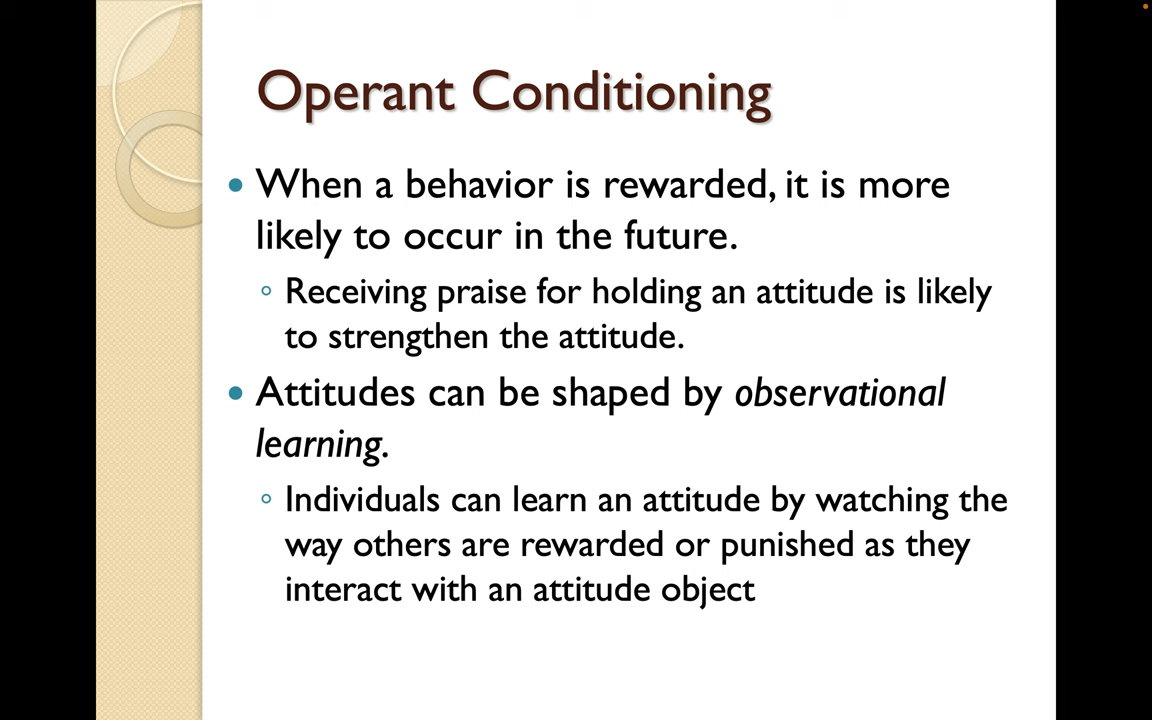 Operant Conditioning
• When a behavior is rewarded, it is more
likely to occur in the future.
◦ Receiving praise for holding an attitude is likely
to strengthen the attitude.
• Attitudes can be shaped by observational
learning.
◦ Individuals can learn an attitude by watching the
way others are rewarded or punished as they
interact with an attitude object